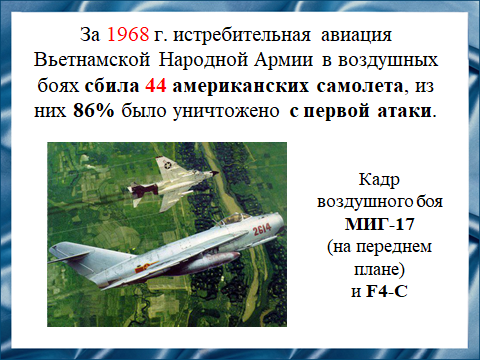 За 1968 г. истребительная авиация
Вьетнамской Народной Армии в воздушных
боях сбила 44 американских самолета, из
них 86% было уничтожено с первой атаки.
2614
Кадр
воздушного боя
МИГ-17
(на переднем
плане)
и F4-C